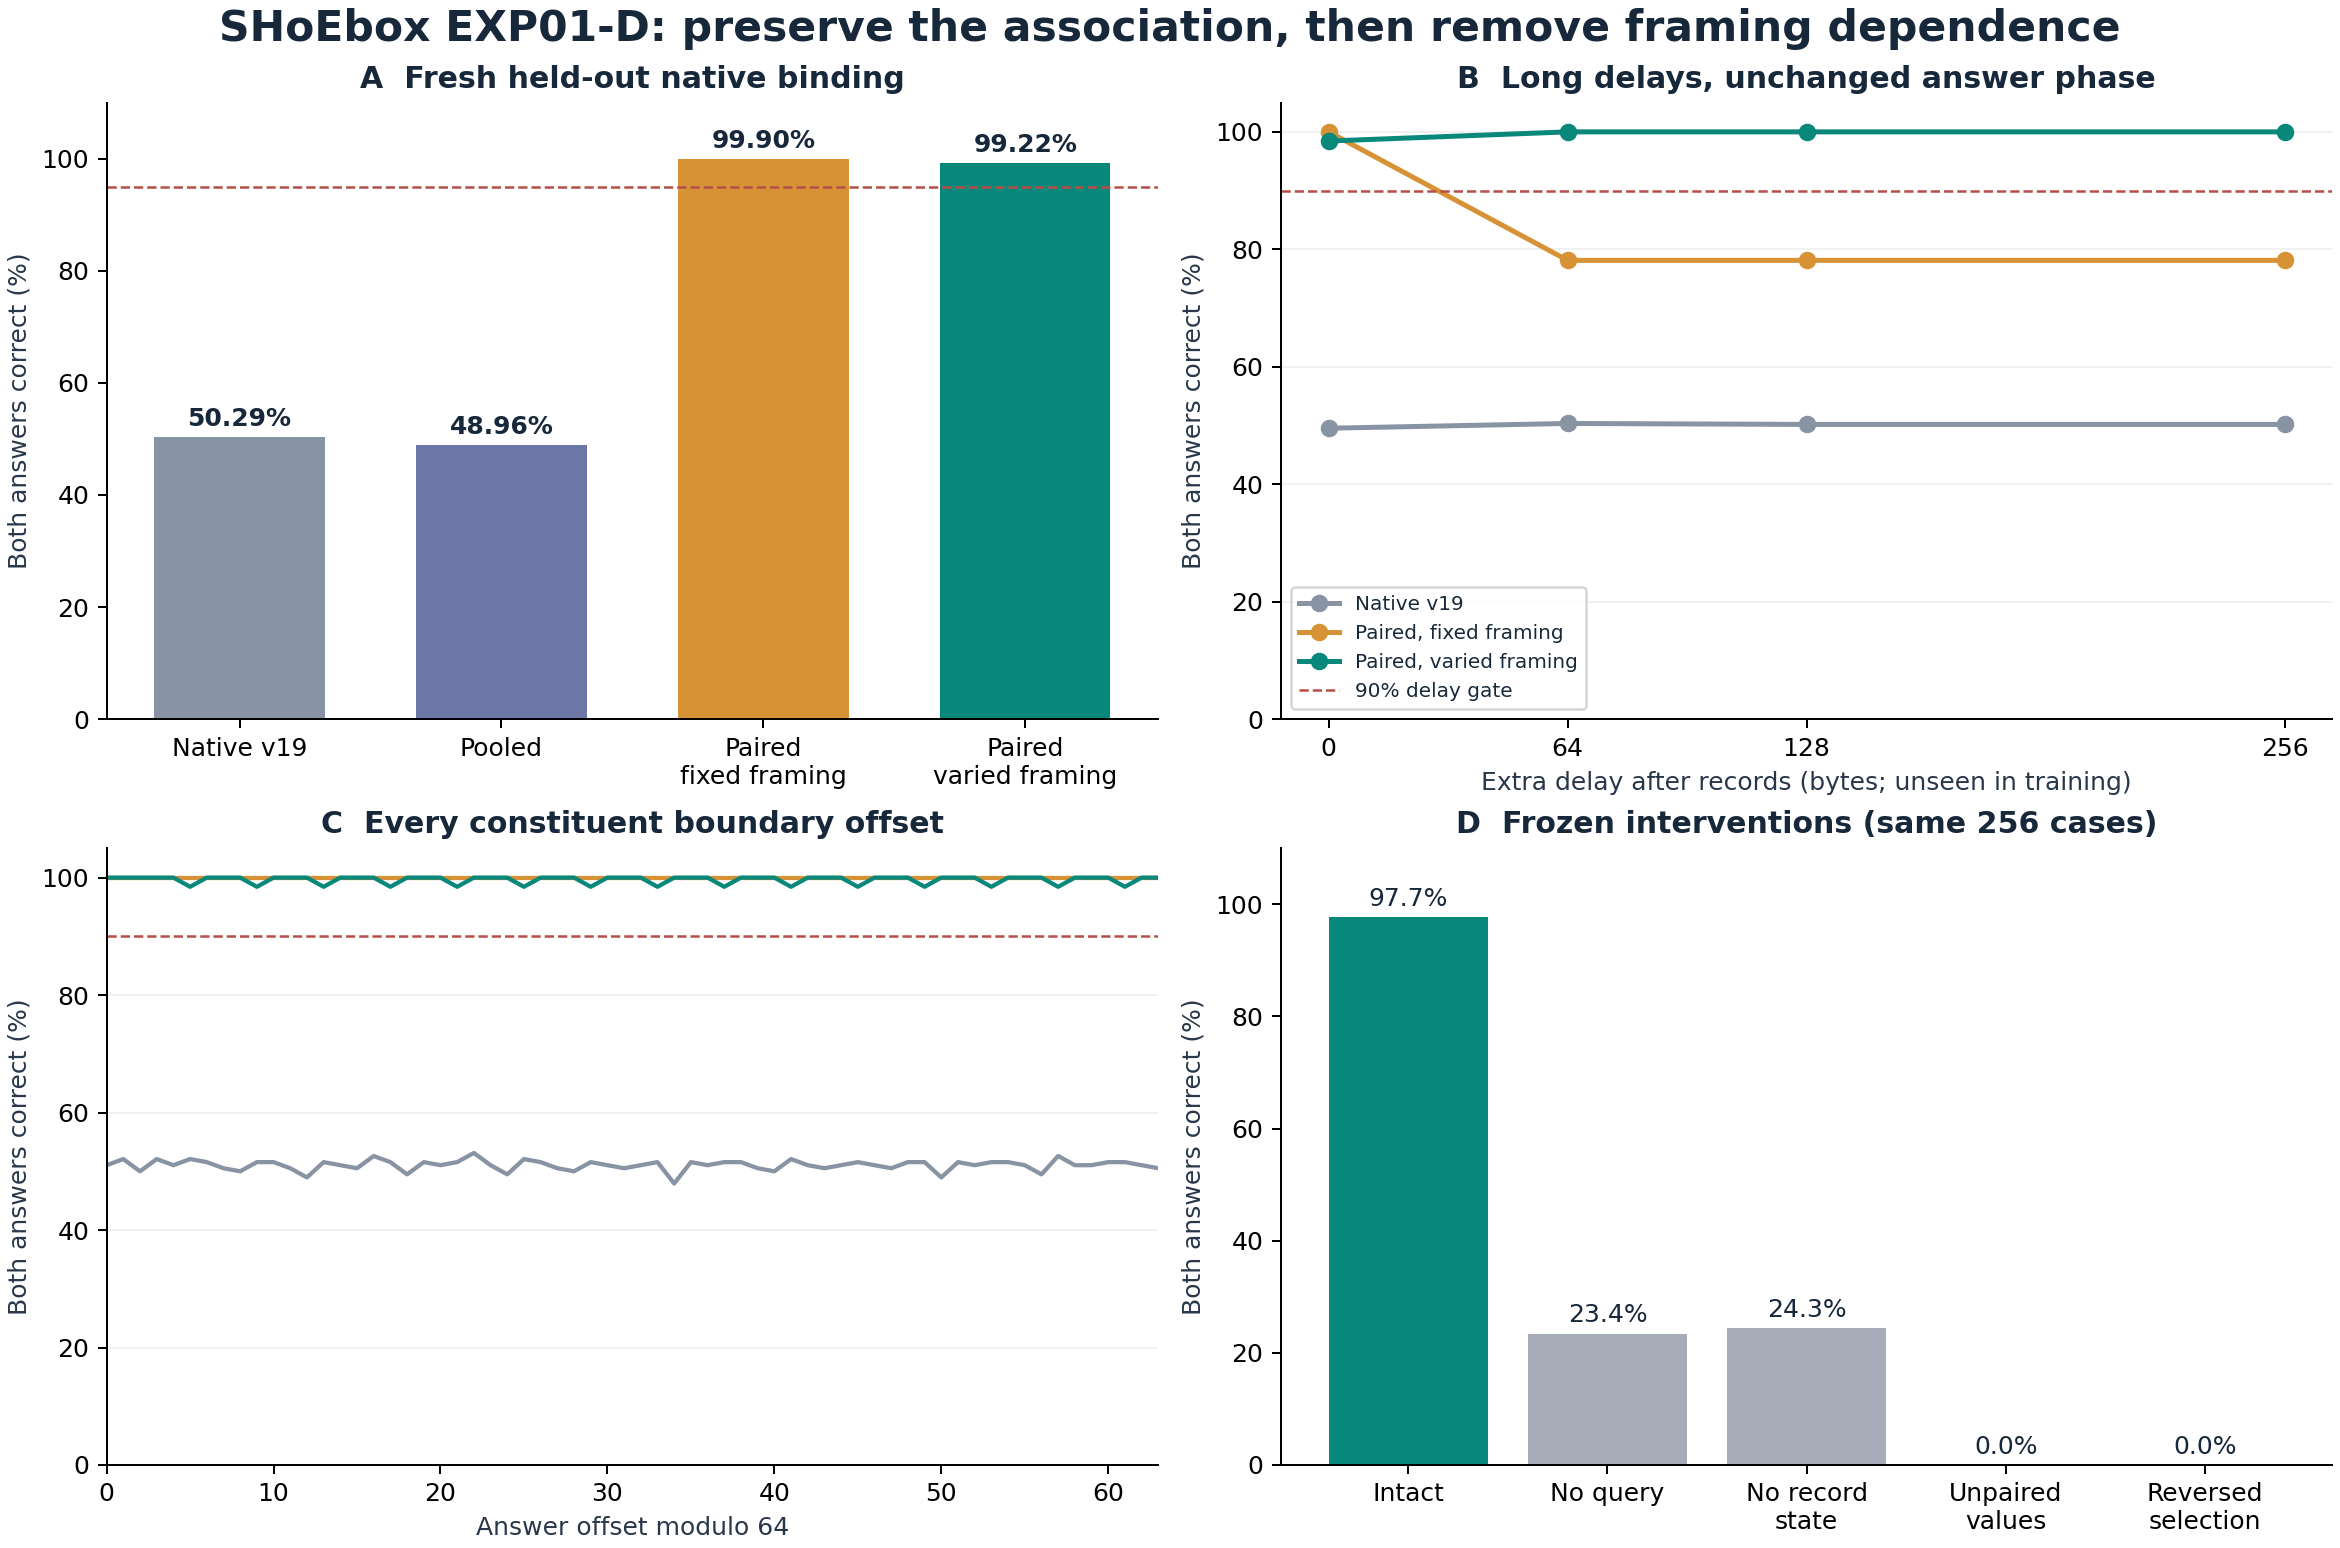 SHoEbox EXP01-D: preserve the association, then remove framing dependence
A  Fresh held-out native binding
Both answers correct (%)
100
80
60
40
20
0
50.29%
48.96%
99.90%
99.22%
Native v19
Pooled
Paired
fixed framing
Paired
varied framing
B  Long delays, unchanged answer phase
Both answers correct (%)
100
80
60
40
20
0
Native v19
Paired, fixed framing
Paired, varied framing
90% delay gate
0
64
128
256
Extra delay after records (bytes; unseen in training)
C  Every constituent boundary offset
Both answers correct (%)
100
80
60
40
20
0
0
10
20
30
40
50
60
Answer offset modulo 64
D  Frozen interventions (same 256 cases)
Both answers correct (%)
100
80
60
40
20
0
97.7%
23.4%
24.3%
0.0%
0.0%
Intact
No query
No record
state
Unpaired
values
Reversed
selection